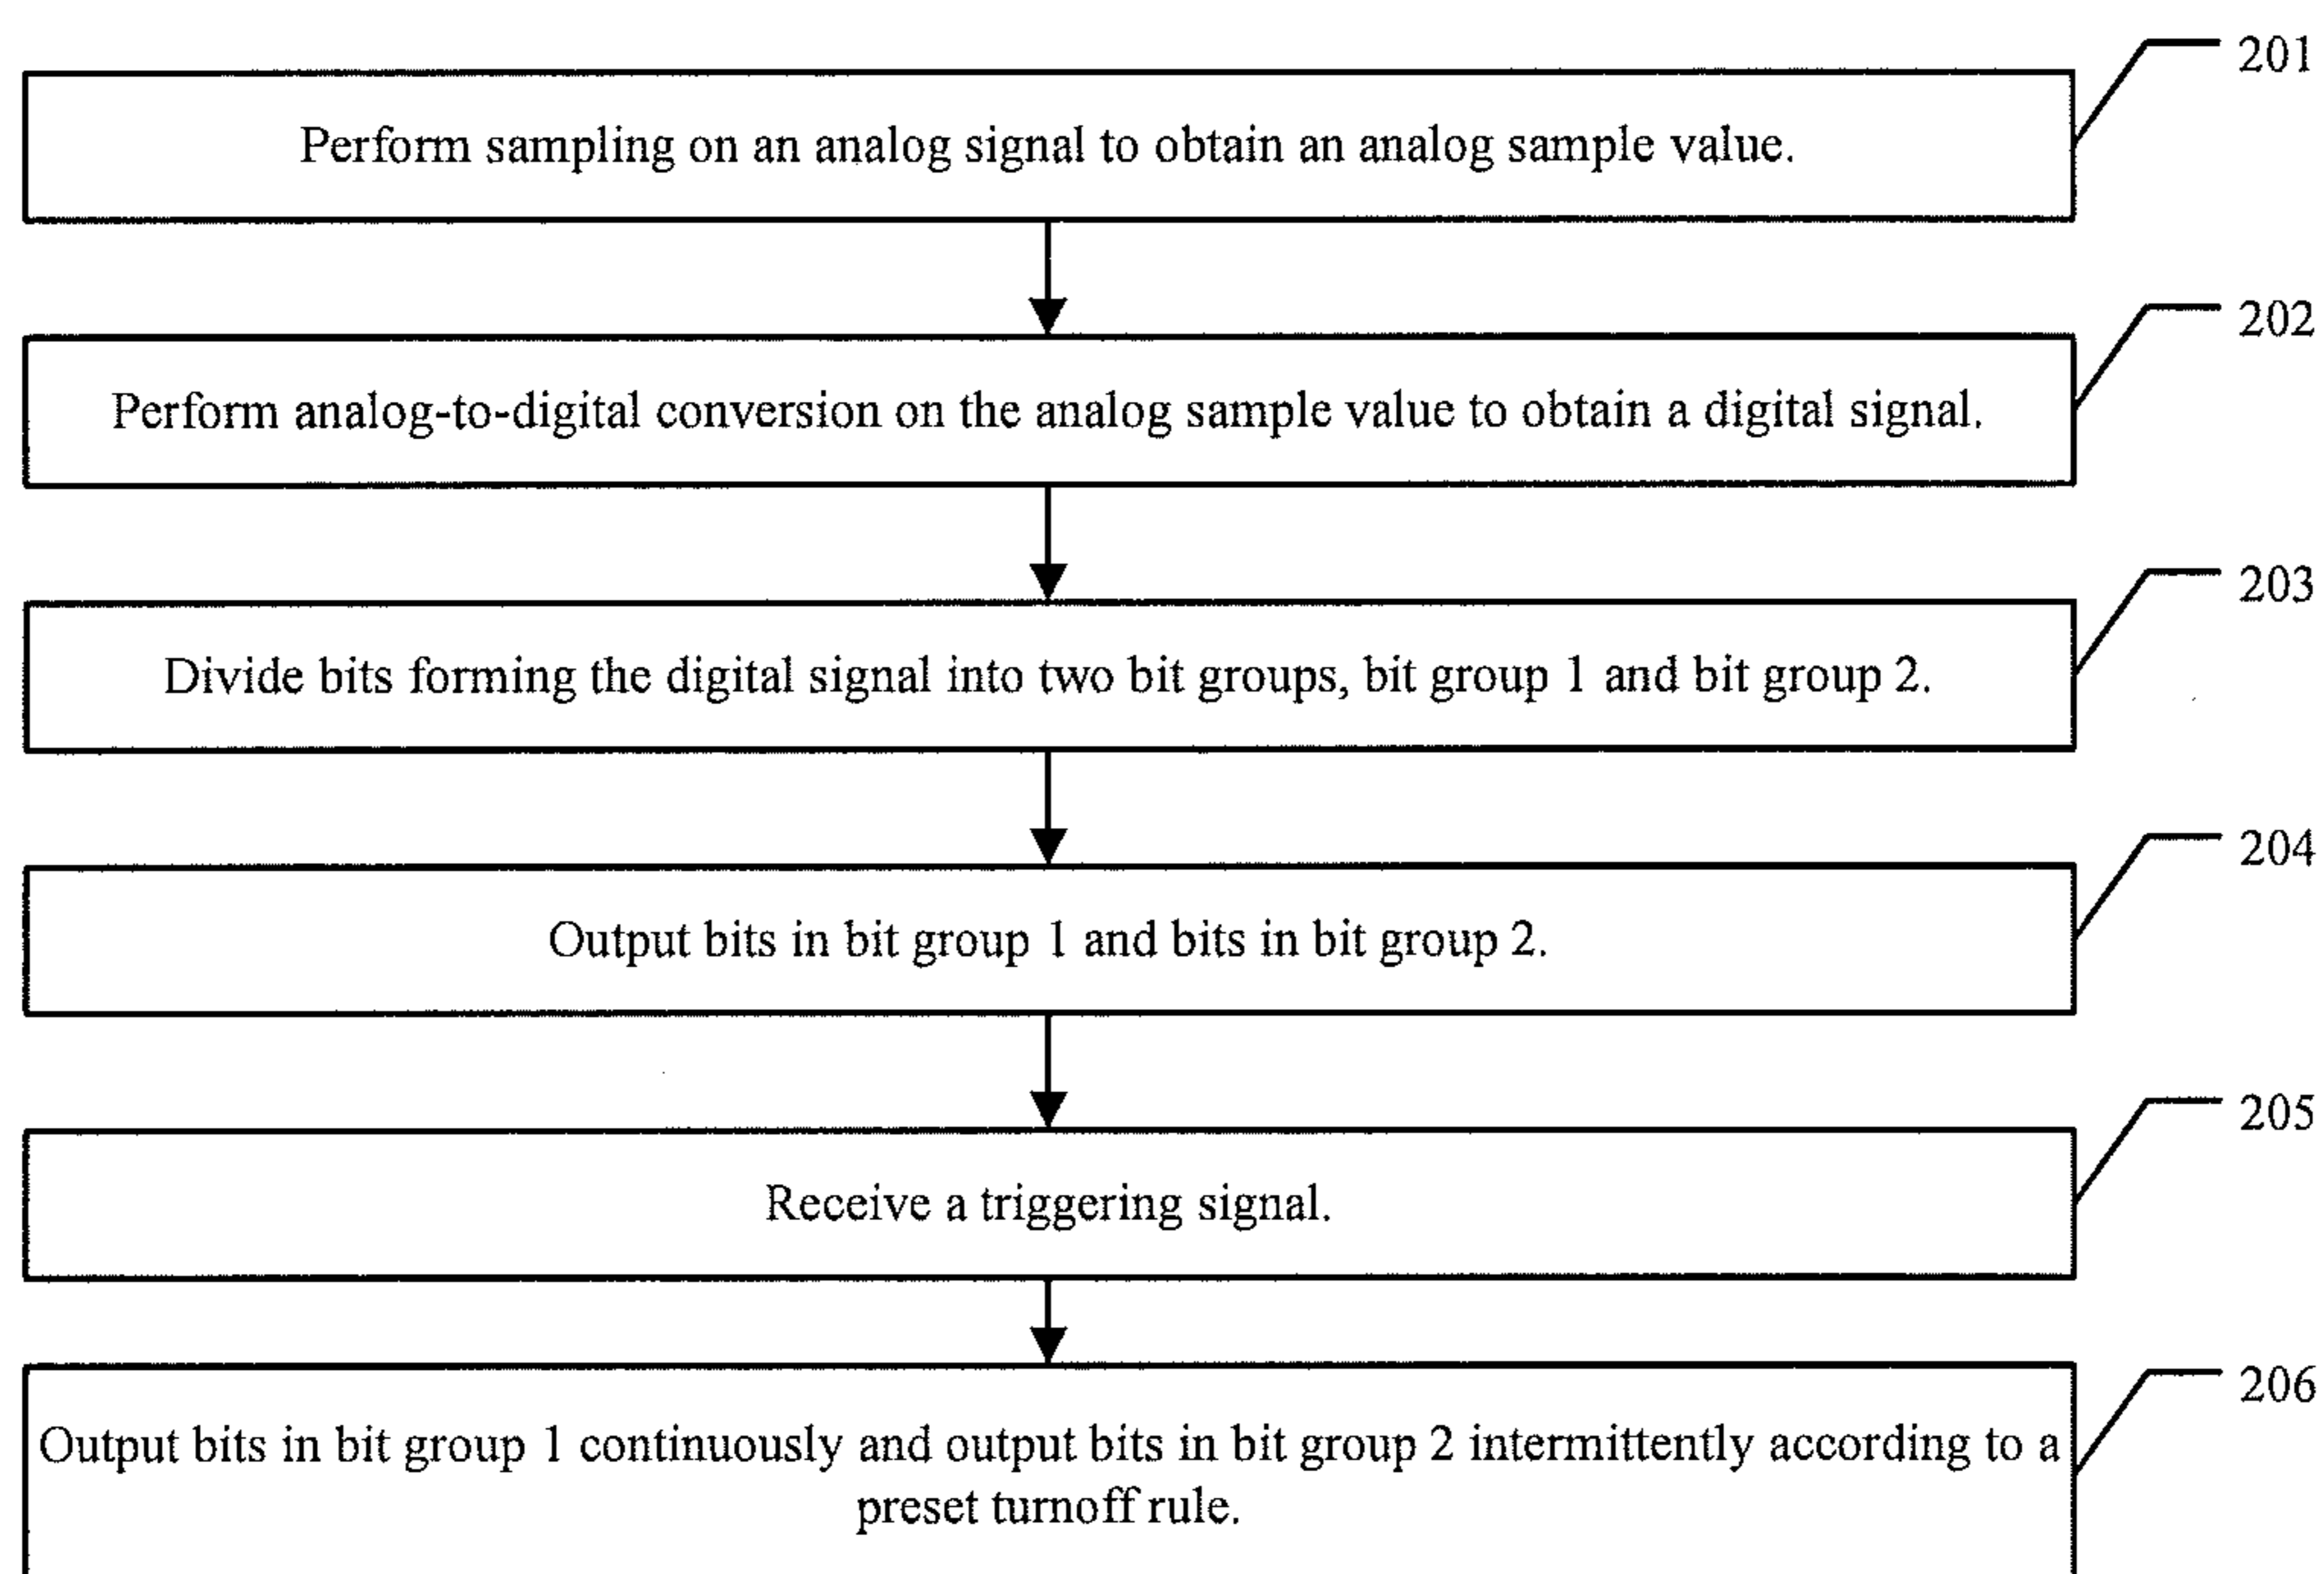 201
Perform sampling on an analog signal to obtain an analog sample value.
202
Perform analog-to-digital conversion on the analog sample value to obtain a digital signal.
203
Divide bits forming the digital signal into two bit groups, bit group 1 and bit group 2.
204
Output bits in bit group 1 and bits in bit group 2.
205
Receive a triggering signal.
206
Output bits in bit group 1 continuously and output bits in bit group 2 intermittently according to a
preset turnoff rule.